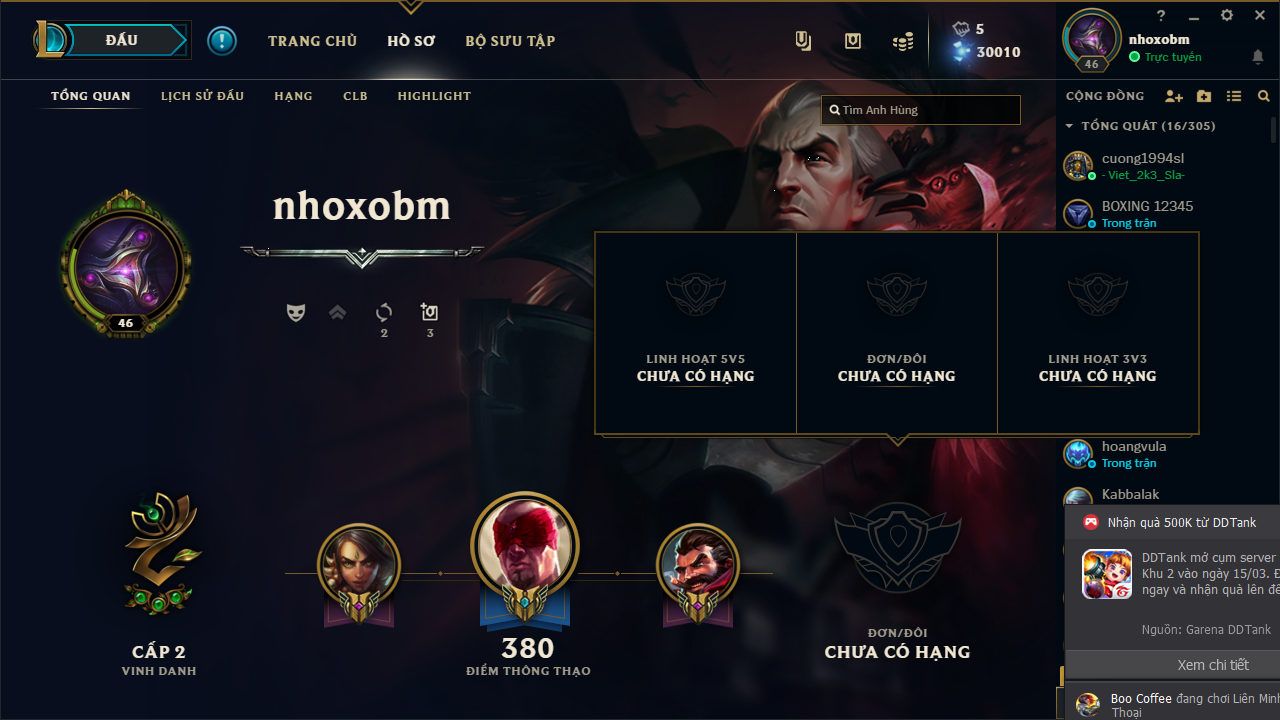 ĐẤU
TRANG CHỦ
HỒ SƠ
BỘ SƯU TẬP
5
30010
46
?
nhoxobm
Trực tuyến
TỔNG QUAN
LỊCH SỬ ĐẤU
HẠNG
CLB
HIGHLIGHT
Tìm Anh Hùng
CỘNG ĐỒNG
TỔNG QUÁT (16/305)
cuong1994sl
- Viet_2k3_Sla-
BOXING 12345
Trong trận
nhoxobm
46
2
3
LINH HOẠT 5V5
CHƯA CÓ HẠNG
ĐƠN/ĐÔI
CHƯA CÓ HẠNG
LINH HOẠT 3V3
CHƯA CÓ HẠNG
hoangvula
Trong trận
Kabbalak
CẤP 2
VINH DANH
380
ĐIỂM THÔNG THẠO
ĐƠN/ĐÔI
CHƯA CÓ HẠNG
Nhận quà 500K từ DDTank
DDTank mở cụm server
Khu 2 vào ngày 15/03. Đ
ngay và nhận quà lên đế
Nguồn: Garena DDTank
Xem chi tiết
Boo Coffee đang chơi Liên Minh
Thoại